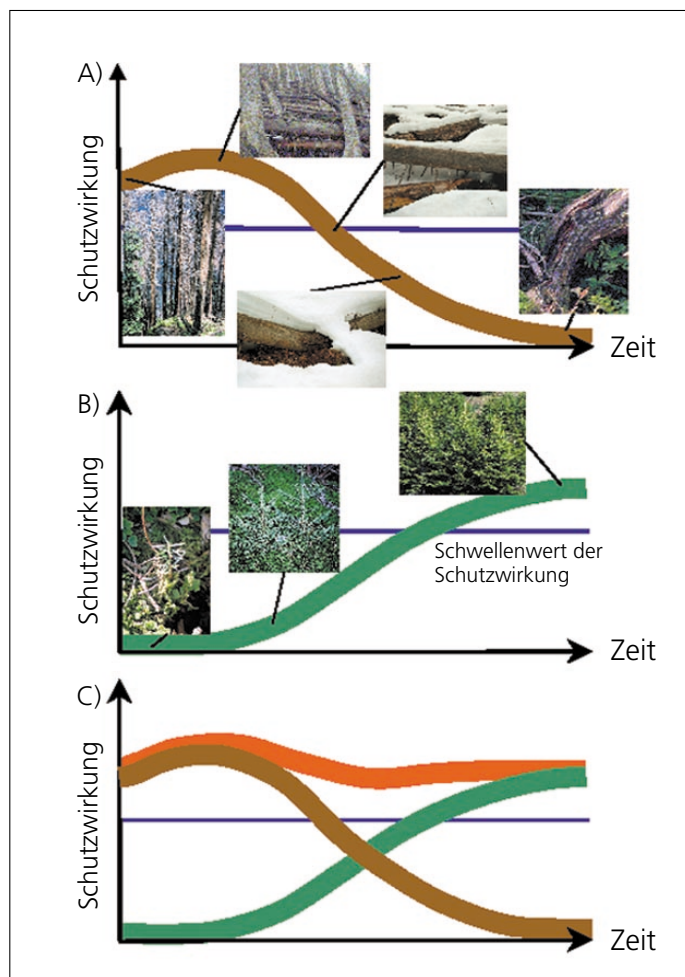 A)
Schutzwirkung
Zeit
B)
Schutzwirkung
Schwellenwert der
Schutzwirkung
Zeit
C)
Schutzwirkung
Zeit